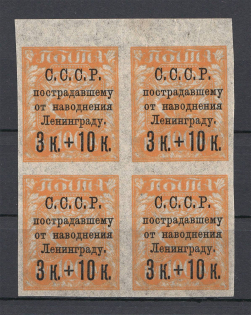 С.С.С.Р. С.С.С.Р.
пострадавшему пострадавшему
от наводнения от наводнения
Ленинграду. Ленинграду.
3 к. + 10 к. 3 к. + 10 к.
С.С.С.Р. С.С.С.Р.
пострадавшему пострадавшему
от наводнения от наводнения
Ленинграду. Ленинграду.
3 к. + 10 к. 3 к. + 10 к.